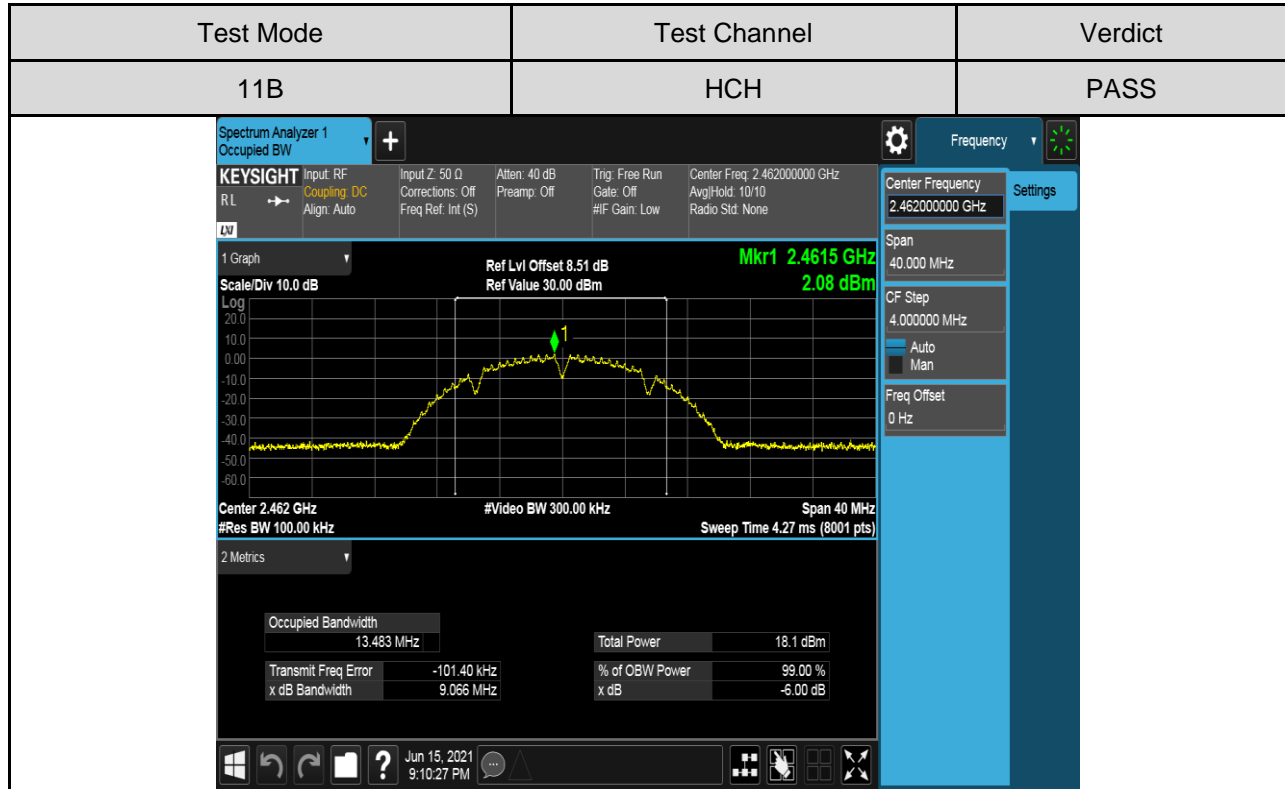 Test Mode Test Channel Verdict
11B HCH PASS
Spectrum Analyzer 1
Occupied BW
+
Frequency
KEYSIGHT
RL
LXI
Input: RF
Coupling: DC
Align: Auto
Input Z: 50 Ω
Corrections: Off
Freq Ref: Int (S)
Atten: 40 dB
Preamp: Off
Trig: Free Run
Gate: Off
#IF Gain: Low
Center Freq: 2.462000000 GHz
Avg|Hold: 10/10
Radio Std: None
1 Graph
Scale/Div 10.0 dB
Ref Lvl Offset 8.51 dB
Ref Value 30.00 dBm
Mkr1 2.4615 GHz
2.08 dBm
Log
20.0
10.0
0.00
-10.0
-20.0
-30.0
-40.0
-50.0
-60.0
1
Center 2.462 GHz
#Res BW 100.00 kHz
#Video BW 300.00 kHz
Span 40 MHz
Sweep Time 4.27 ms (8001 pts)
2 Metrics
Occupied Bandwidth
13.483 MHz
Total Power 18.1 dBm
Transmit Freq Error -101.40 kHz
x dB Bandwidth 9.066 MHz
% of OBW Power 99.00 %
x dB -6.00 dB
Center Frequency
2.462000000 GHz
Settings
Span
40.000 MHz
CF Step
4.000000 MHz
Auto
Man
Freq Offset
0 Hz
?
Jun 15, 2021
9:10:27 PM